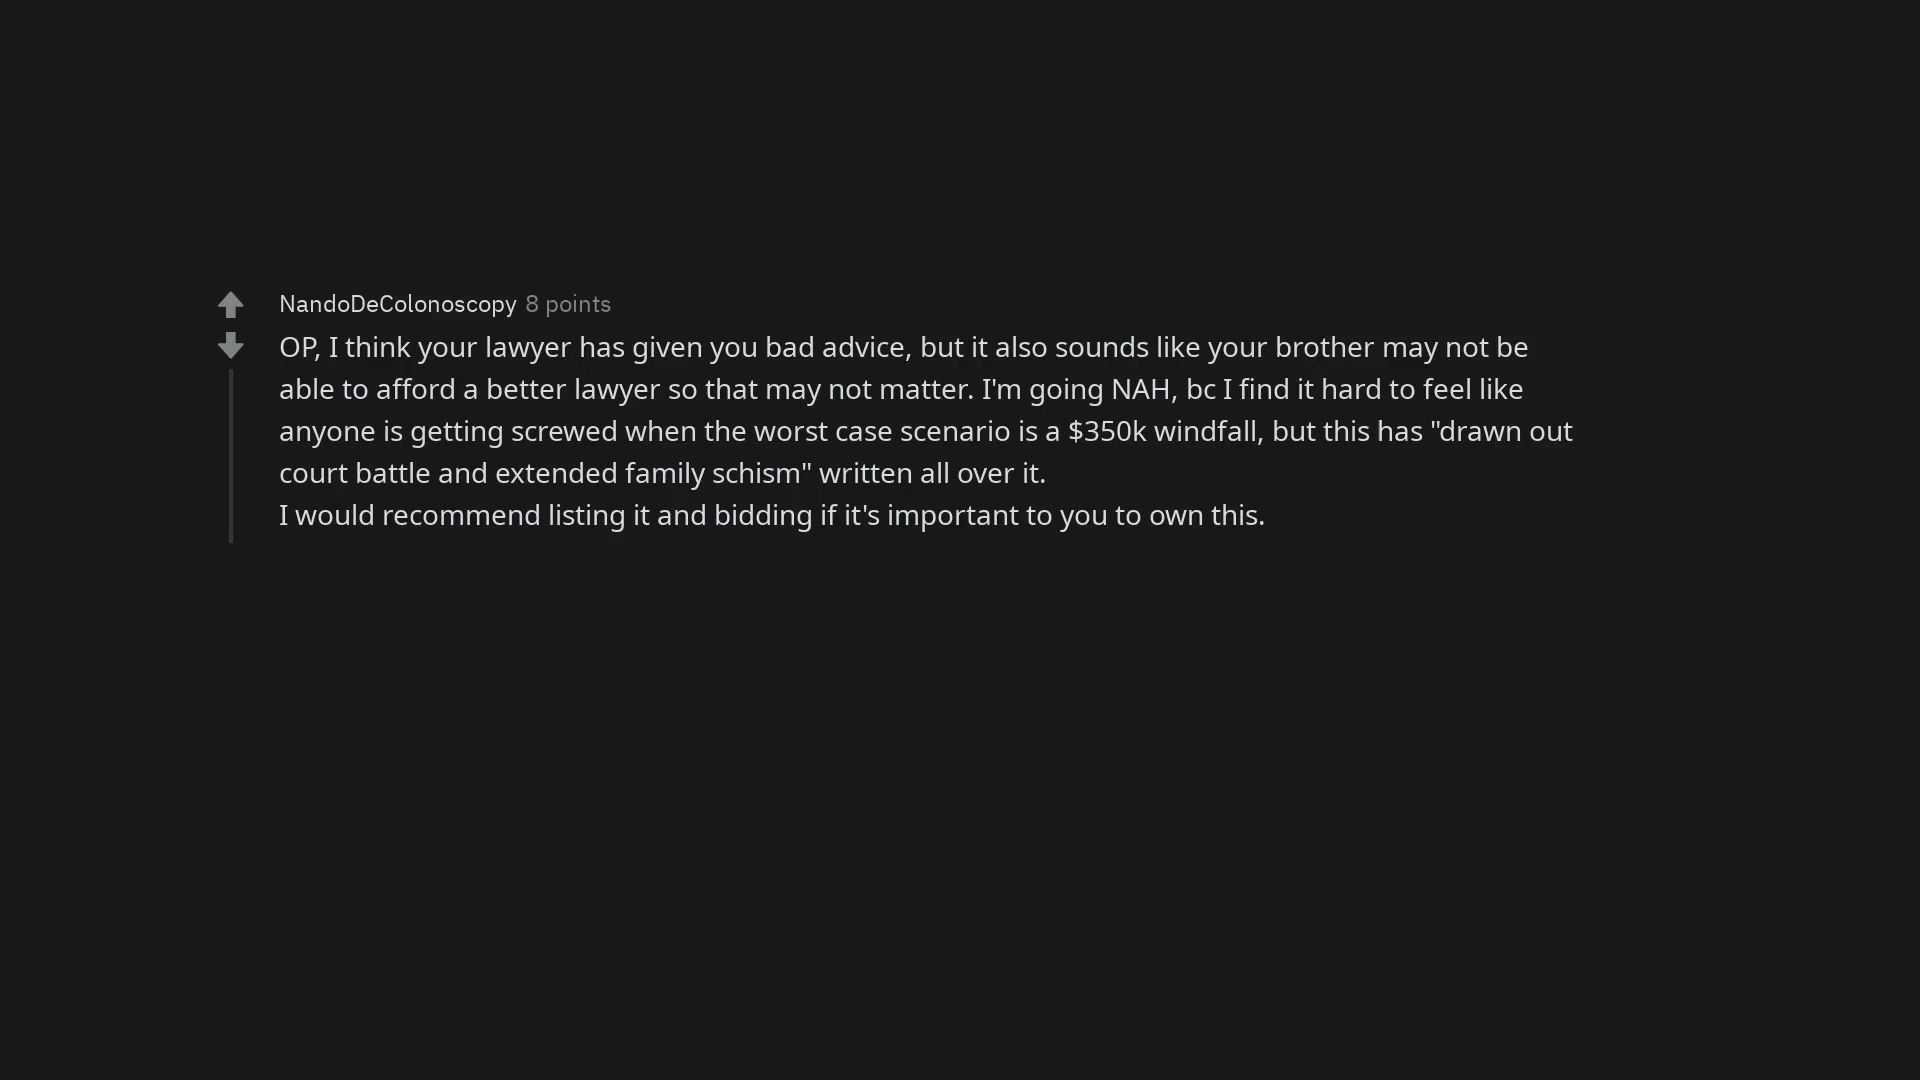 NandoDeColonoscopy 8 points
OP, I think your lawyer has given you bad advice, but it also sounds like your brother may not be
able to afford a better lawyer so that may not matter. I'm going NAH, bc I find it hard to feel like
anyone is getting screwed when the worst case scenario is a $350k windfall, but this has "drawn out
court battle and extended family schism" written all over it.
I would recommend listing it and bidding if it's important to you to own this.